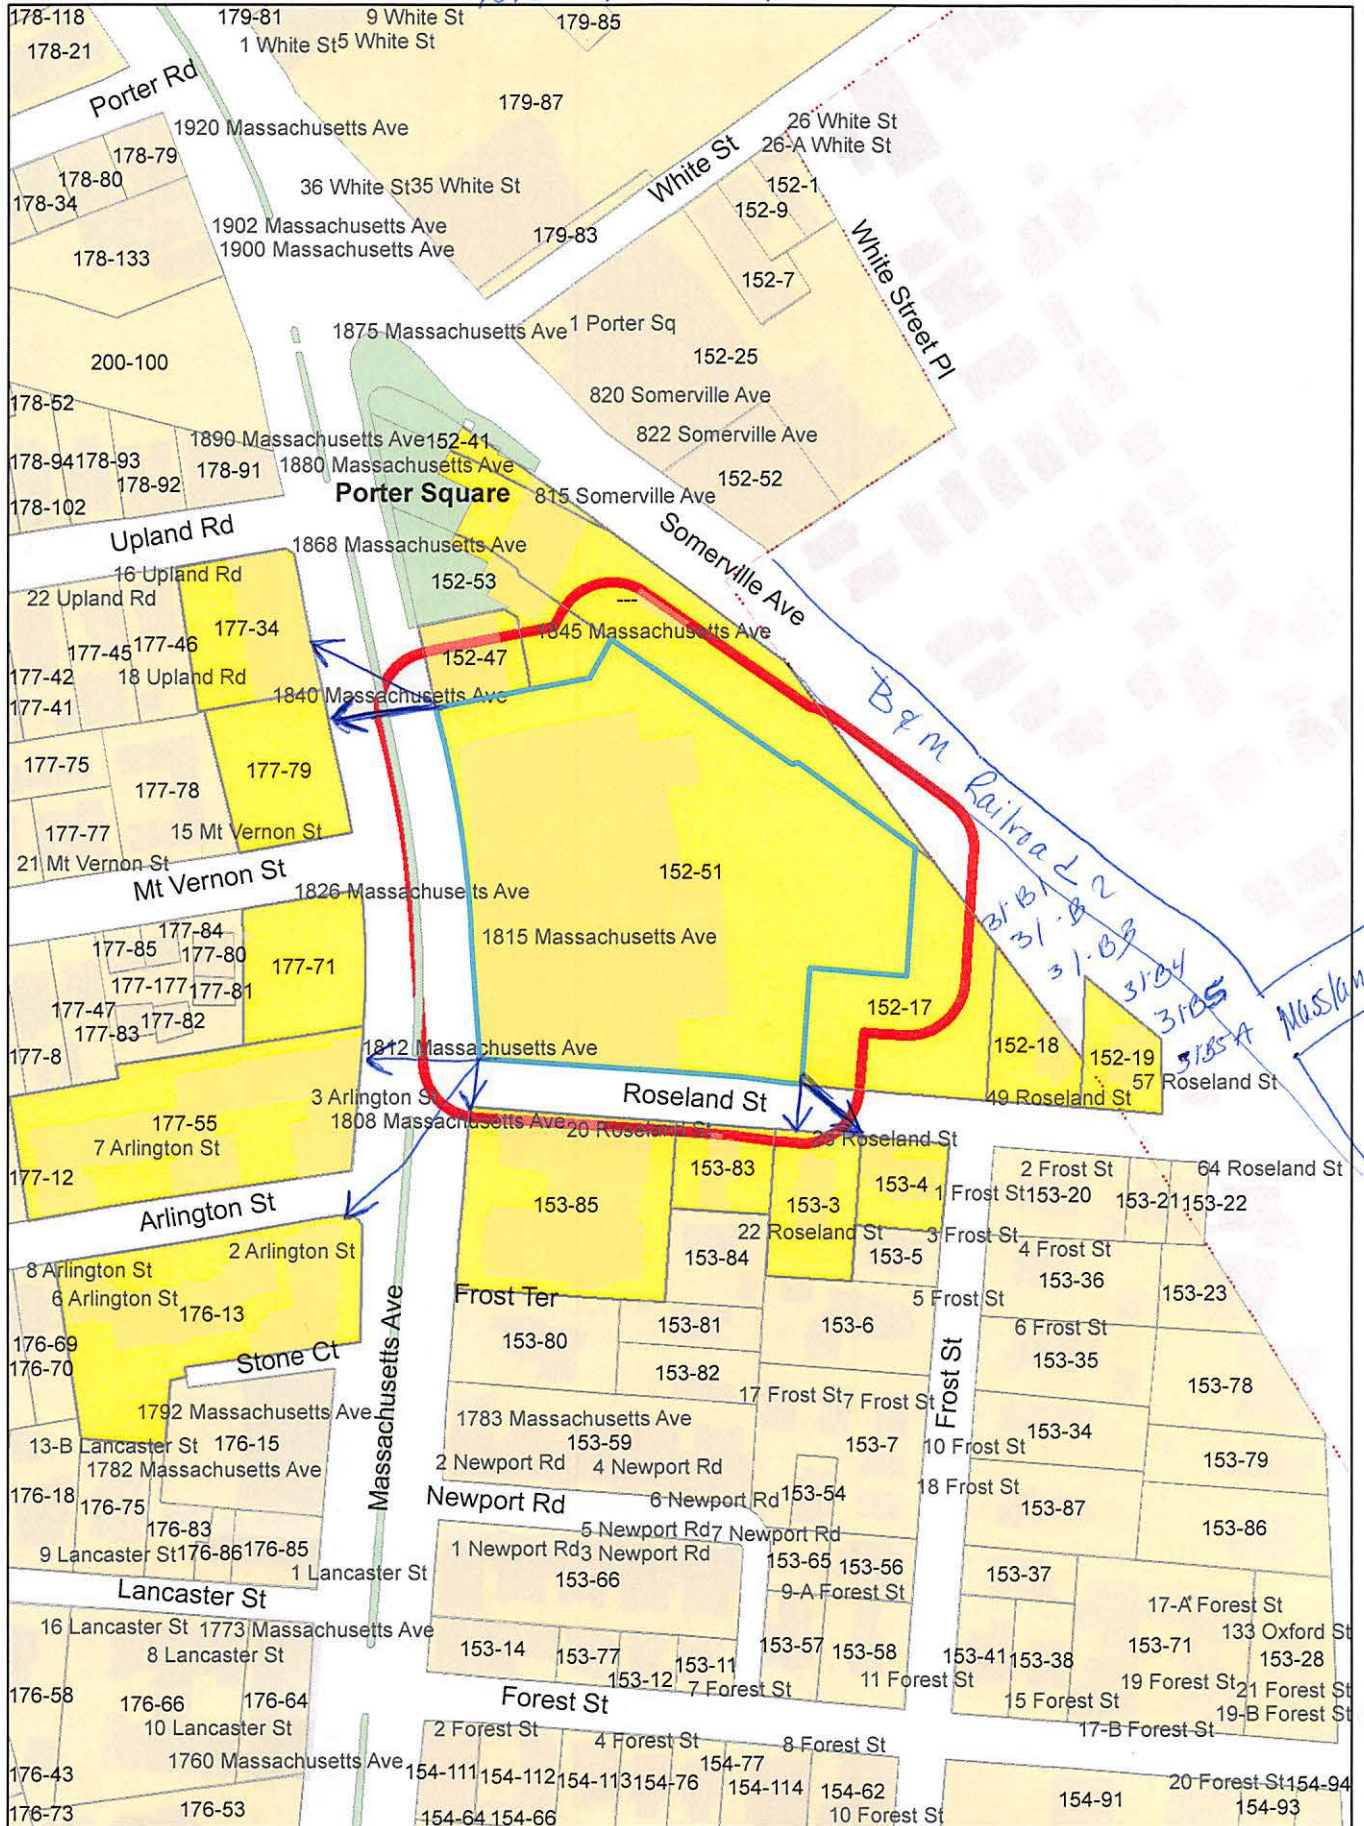 178-118
179-81
9 White St
179-85
178-21
1 White St
5 White St
Porter Rd
179-87
1920 Massachusetts Ave
26 White St
26-A White St
178-79
178-80
178-34
36 White St
35 White St
White St
152-1
152-9
1902 Massachusetts Ave
1900 Massachusetts Ave
179-83
178-133
152-7
White Street Pl
1875 Massachusetts Ave
1 Porter Sq
152-25
200-100
820 Somerville Ave
178-52
1890 Massachusetts Ave
152-41
822 Somerville Ave
178-94
178-93
178-91
1880 Massachusetts Ave
178-92
152-52
178-102
Porter Square
815 Somerville Ave
Upland Rd
Somerville Ave
1868 Massachusetts Ave
16 Upland Rd
152-53
22 Upland Rd
---
177-34
1845 Massachusetts Ave
177-45
177-46
152-47
177-42
18 Upland Rd
1840 Massachusetts Ave
177-41
B&M Railroad
177-75
177-79
177-78
177-77
15 Mt Vernon St
21 Mt Vernon St
152-51
Mt Vernon St
1826 Massachusetts Ave
31-B1
31-B2
31-B3
31-B4
31B5
31B5A
177-84
177-85
177-80
1815 Massachusetts Ave
177-71
177-177
177-81
177-47
177-82
177-83
152-17
177-8
1812 Massachusetts Ave
152-18
152-19
57 Roseland St
3 Arlington St
Roseland St
49 Roseland St
177-55
1808 Massachusetts Ave
20 Roseland St
28 Roseland St
7 Arlington St
177-12
153-83
153-4
2 Frost St
64 Roseland St
1 Frost St
153-20
153-21
153-22
Arlington St
153-85
153-3
22 Roseland St
3 Frost St
2 Arlington St
153-84
153-5
4 Frost St
8 Arlington St
153-36
6 Arlington St
176-13
Frost Ter
5 Frost St
153-23
153-80
153-81
153-6
6 Frost St
176-69
153-35
176-70
Stone Ct
153-82
Massachusetts Ave
Frost St
153-78
17 Frost St
7 Frost St
1792 Massachusetts Ave
1783 Massachusetts Ave
153-34
13-B Lancaster St
176-15
153-59
153-7
10 Frost St
1782 Massachusetts Ave
2 Newport Rd
4 Newport Rd
153-79
176-18
176-75
Newport Rd
6 Newport Rd
153-54
18 Frost St
153-87
176-83
5 Newport Rd
7 Newport Rd
153-86
9 Lancaster St
176-86
176-85
1 Newport Rd
3 Newport Rd
153-65
153-56
1 Lancaster St
153-66
9-A Forest St
153-37
Lancaster St
17-A Forest St
16 Lancaster St
1773 Massachusetts Ave
133 Oxford St
8 Lancaster St
153-14
153-77
153-57
153-58
153-41
153-38
153-71
153-28
153-12
153-11
7 Forest St
11 Forest St
19 Forest St
21 Forest St
176-58
176-66
176-64
Forest St
15 Forest St
19-B Forest St
10 Lancaster St
17-B Forest St
2 Forest St
4 Forest St
8 Forest St
1760 Massachusetts Ave
154-77
176-43
154-111
154-112
154-113
154-76
154-114
154-62
20 Forest St
154-94
176-73
176-53
154-64
154-66
10 Forest St
154-91
154-93